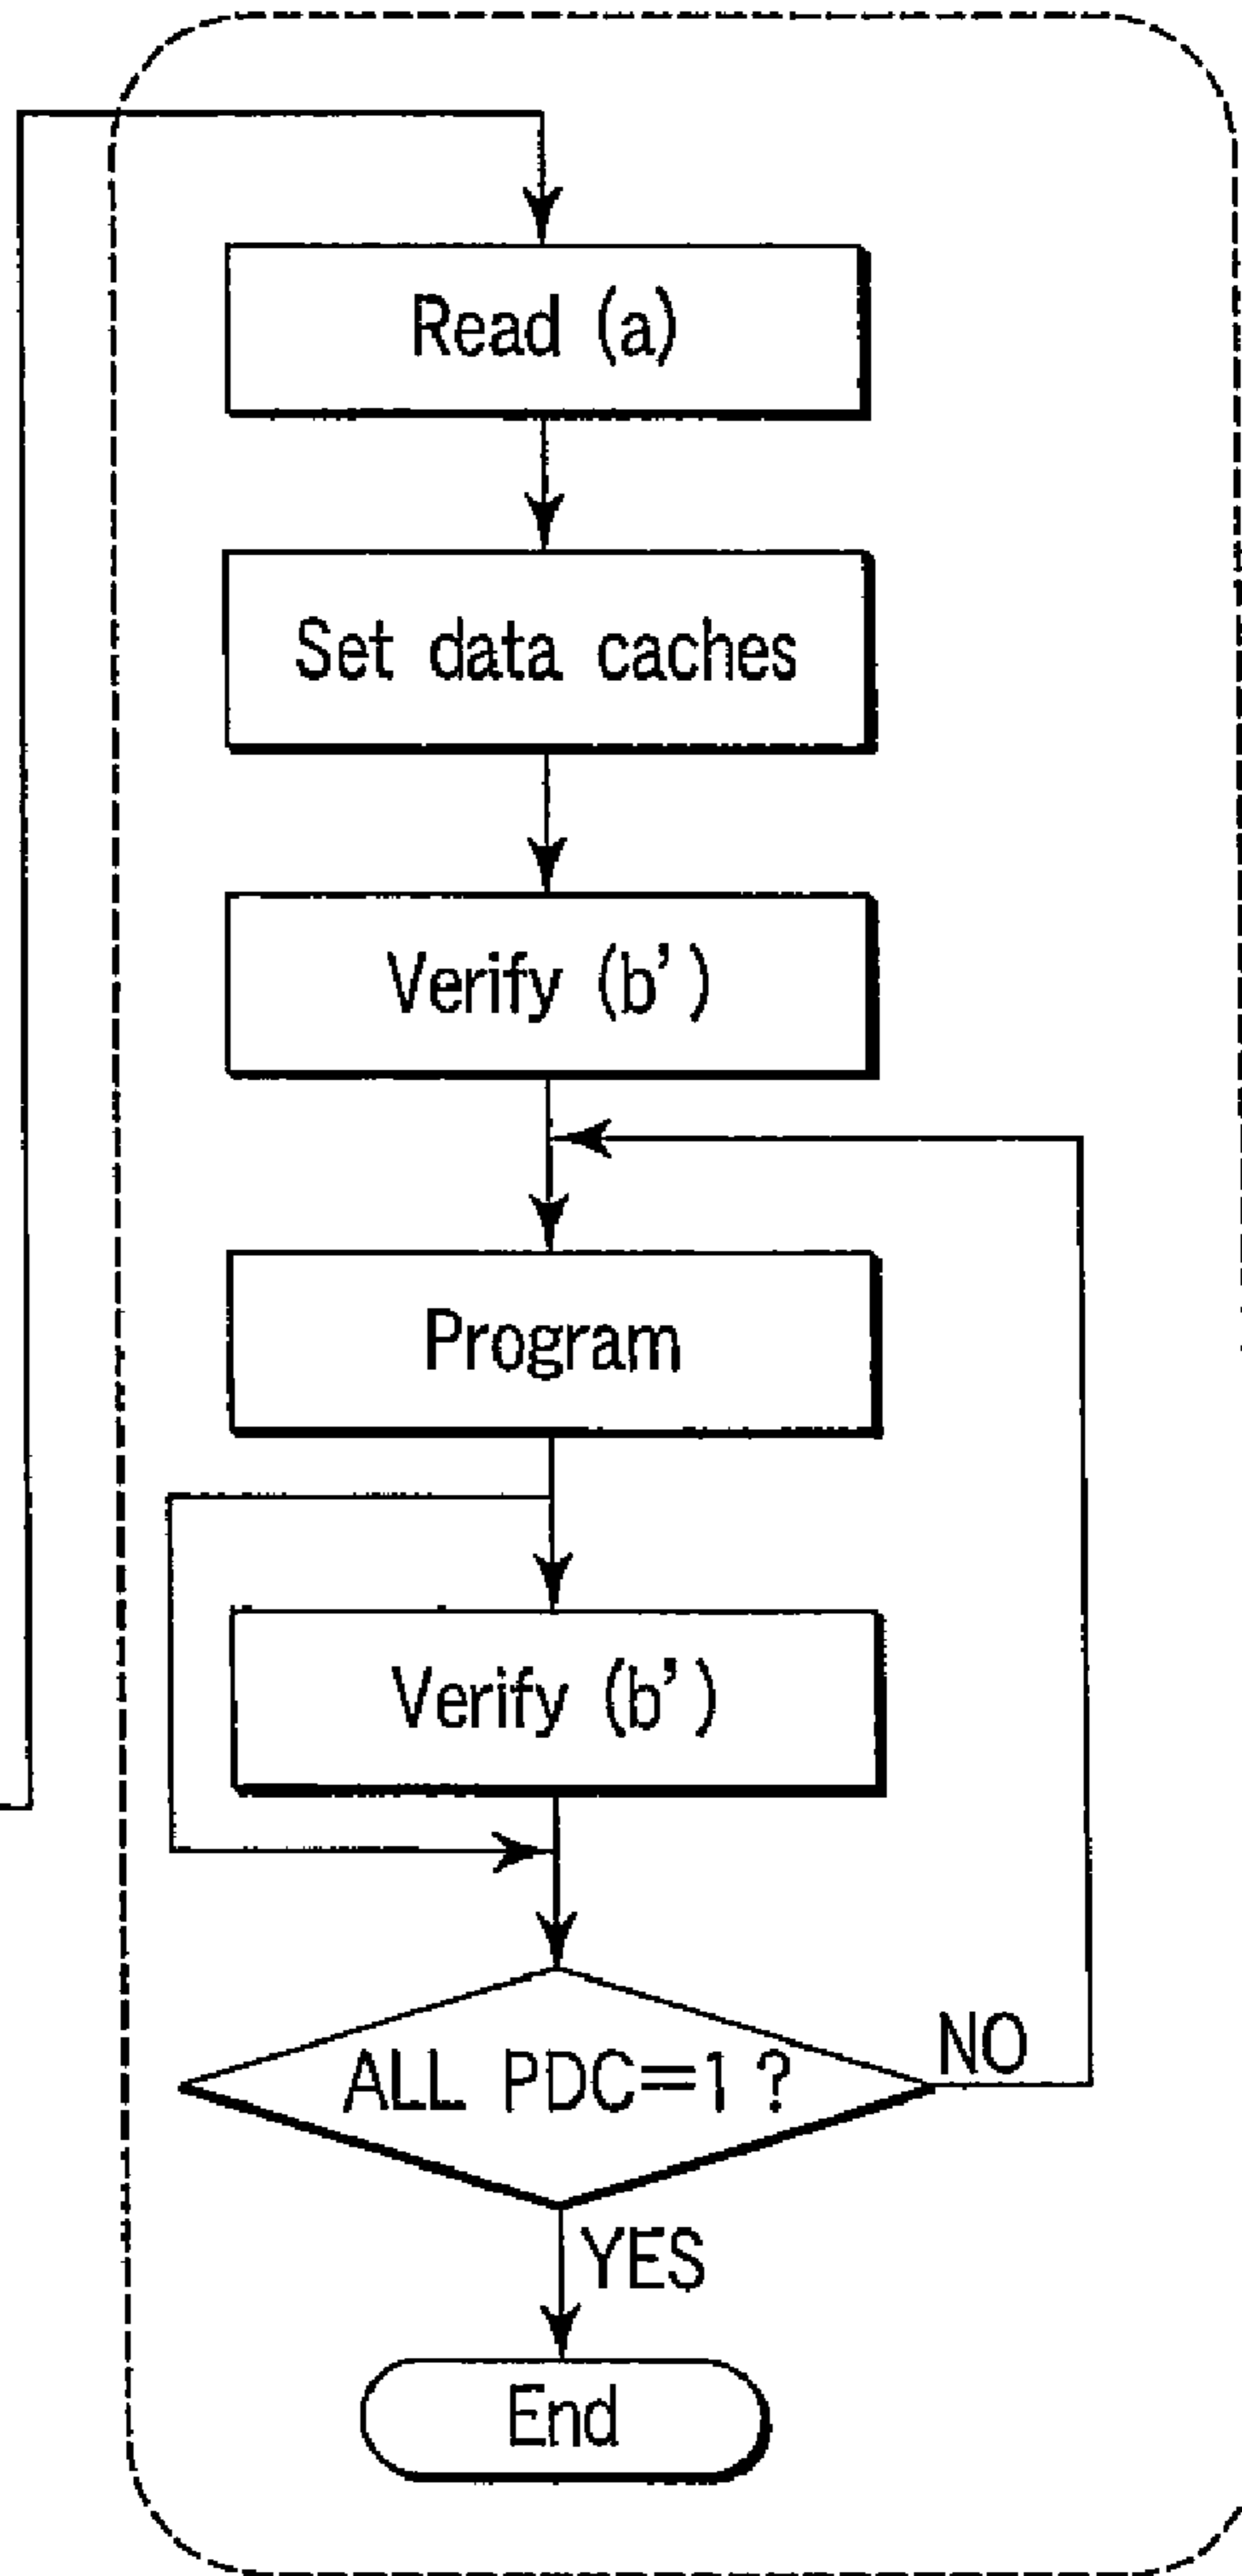 Read (a)
Set data caches
Verify (b')
Program
Verify (b')
ALL PDC=1 ?
NO
YES
End